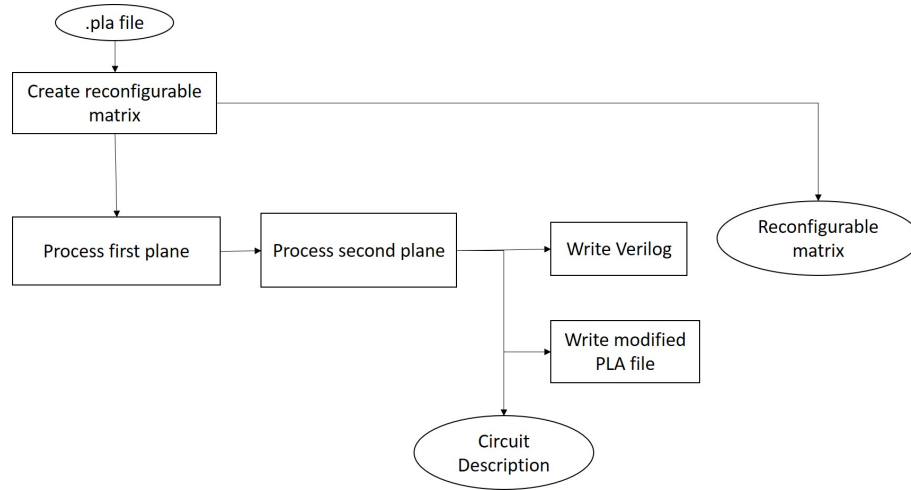 .pla file
Create reconfigurable
matrix
Process first plane
Process second plane
Write Verilog
Reconfigurable
matrix
Write modified
PLA file
Circuit
Description